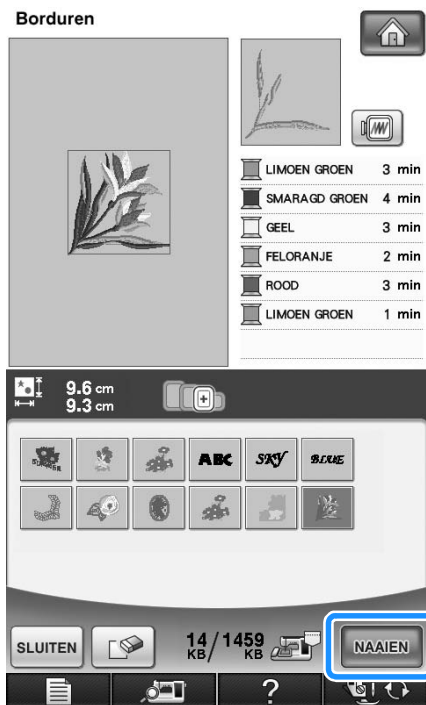 Borduren
LIMOEN GROEN 3 min
SMARAGD GROEN 4 min
GEEL 3 min
FELORANJE 2 min
ROOD 3 min
LIMOEN GROEN 1 min
9.6 cm
9.3 cm
ABC SKY BLUE
SLUITEN 14 KB / 1459 KB NAAIEN
?